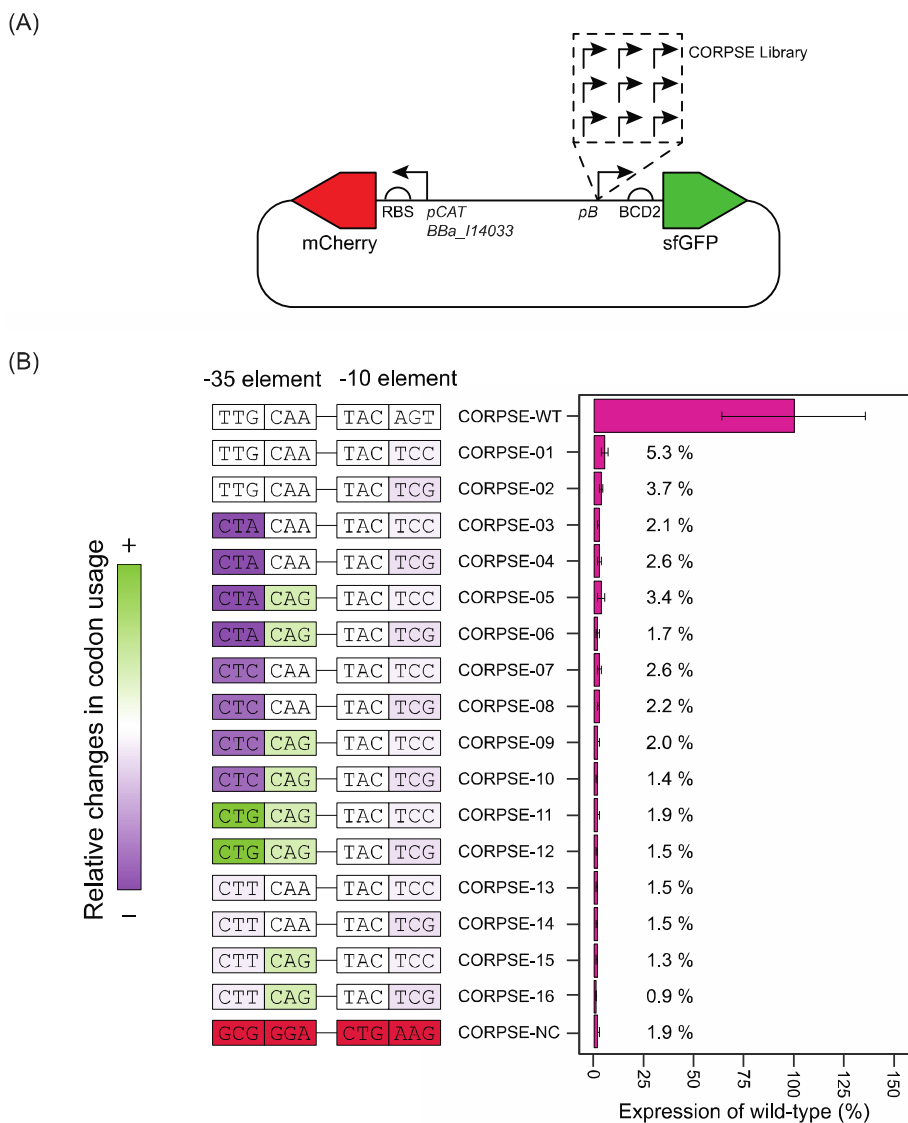 (A)
CORPSE Library
RBS
pCAT
BBa_I14033
pB
BCD2
mCherry
sfGFP
(B)
-35 element -10 element
TTG CAA TAC AGT CORPSE-WT
TTG CAA TAC TCC CORPSE-01 5.3 %
TTG CAA TAC TCG CORPSE-02 3.7 %
CTA CAA TAC TCC CORPSE-03 2.1 %
CTA CAA TAC TCG CORPSE-04 2.6 %
CTA CAG TAC TCC CORPSE-05 3.4 %
CTA CAG TAC TCG CORPSE-06 1.7 %
CTC CAA TAC TCC CORPSE-07 2.6 %
CTC CAA TAC TCG CORPSE-08 2.2 %
CTC CAG TAC TCC CORPSE-09 2.0 %
CTC CAG TAC TCG CORPSE-10 1.4 %
CTG CAG TAC TCC CORPSE-11 1.9 %
CTG CAG TAC TCG CORPSE-12 1.5 %
CTT CAA TAC TCC CORPSE-13 1.5 %
CTT CAA TAC TCG CORPSE-14 1.5 %
CTT CAG TAC TCC CORPSE-15 1.3 %
CTT CAG TAC TCG CORPSE-16 0.9 %
GCG GGA CTG AAG CORPSE-NC 1.9 %
Relative changes in codon usage
+
–
0 25 50 75 100 125 150
Expression of wild-type (%)